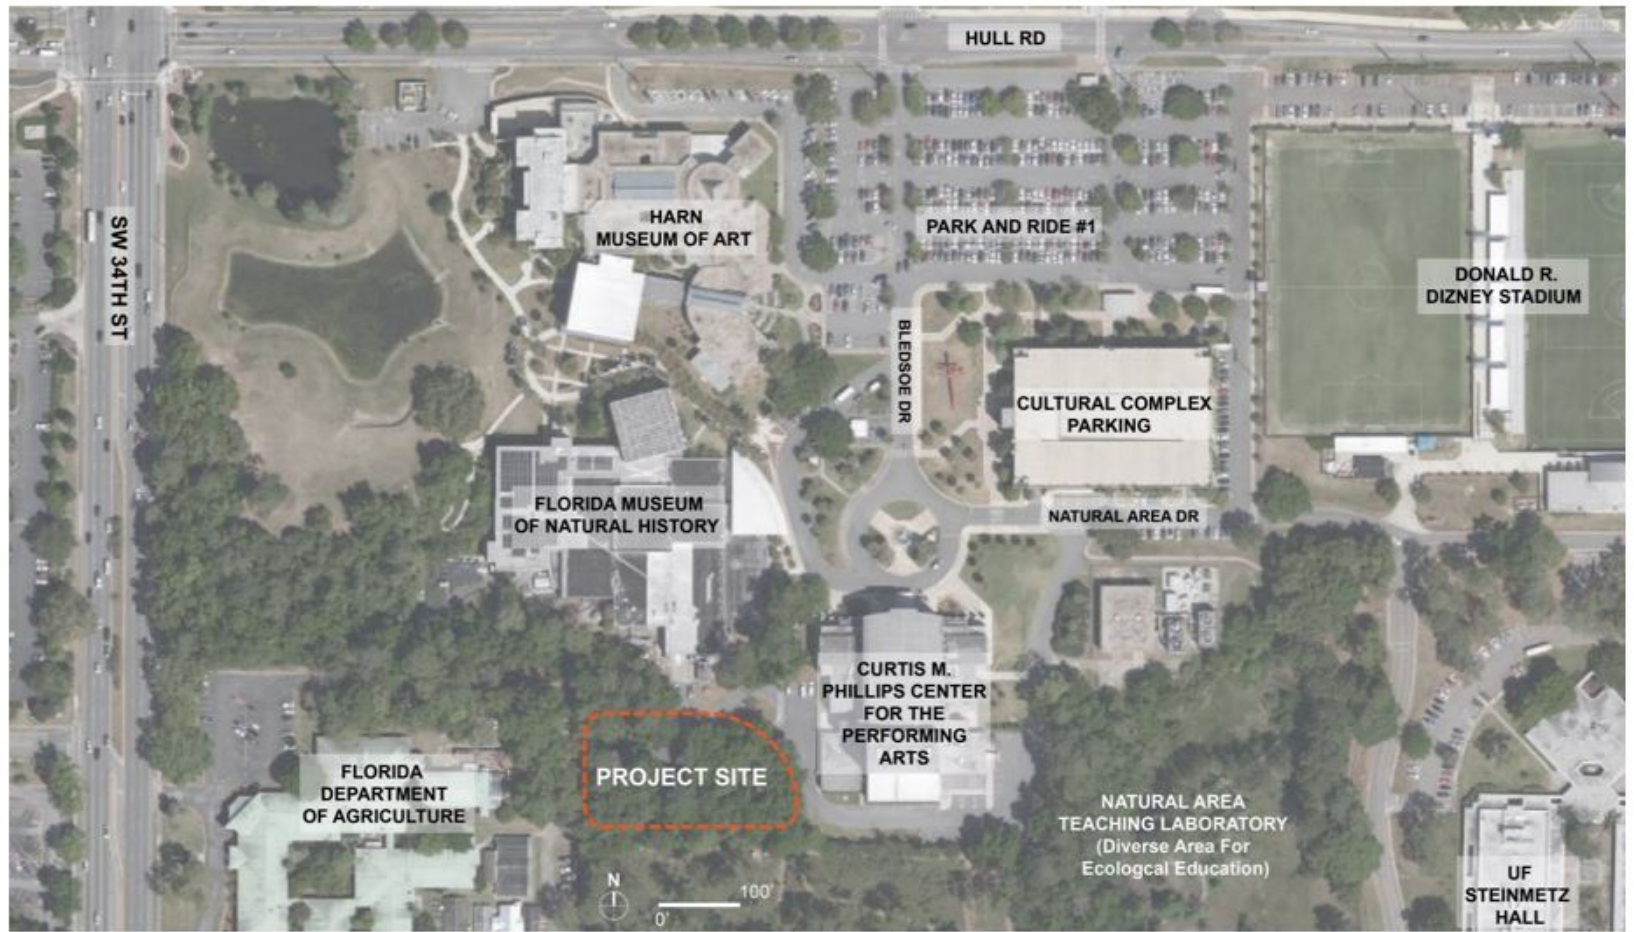 HULL RD
SW 34TH ST
HARN
MUSEUM OF ART
PARK AND RIDE #1
DONALD R.
DIZNEY STADIUM
BLEDSOE DR
CULTURAL COMPLEX
PARKING
FLORIDA MUSEUM
OF NATURAL HISTORY
NATURAL AREA DR
CURTIS M.
PHILLIPS CENTER
FOR THE
PERFORMING
ARTS
PROJECT SITE
FLORIDA
DEPARTMENT
OF AGRICULTURE
NATURAL AREA
TEACHING LABORATORY
(Diverse Area For
Ecologcal Education)
UF
STEINMETZ
HALL
N
0'
100'